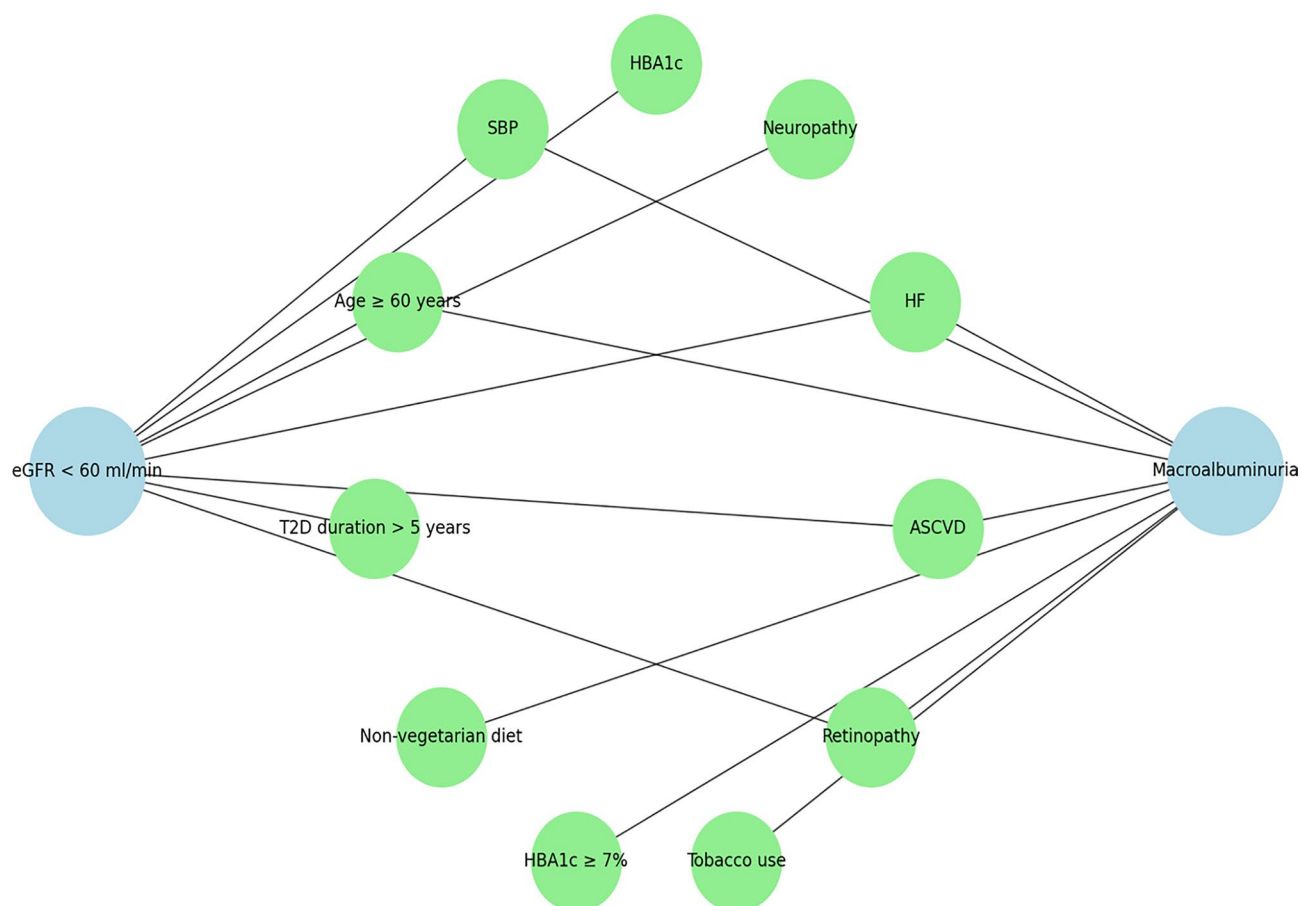 HBA1c
SBP
Neuropathy
Age ≥ 60 years
HF
eGFR < 60 ml/min
Macroalbuminuria
T2D duration > 5 years
ASCVD
Non-vegetarian diet
Retinopathy
HBA1c ≥ 7%
Tobacco use